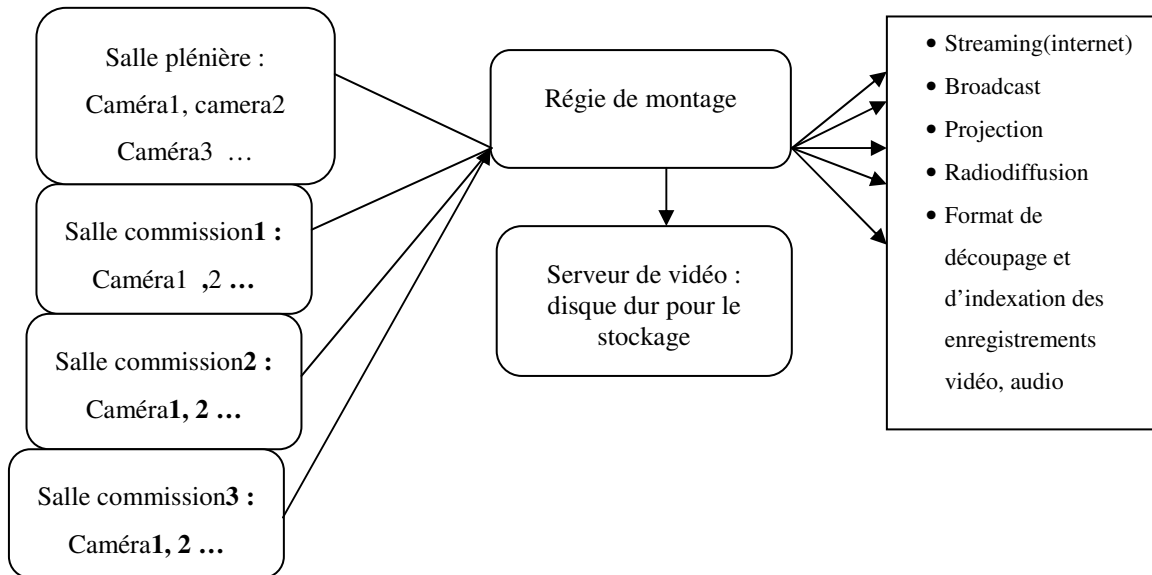 Salle plénière :
Caméra1, camera2
Caméra3 …
Salle commission1 :
Caméra1 ,2 …
Salle commission2 :
Caméra1, 2 …
Salle commission3 :
Caméra1, 2 …
Régie de montage
Serveur de vidéo :
disque dur pour le
stockage
• Streaming(internet)
• Broadcast
• Projection
• Radiodiffusion
• Format de
découpage et
d’indexation des
enregistrements
vidéo, audio